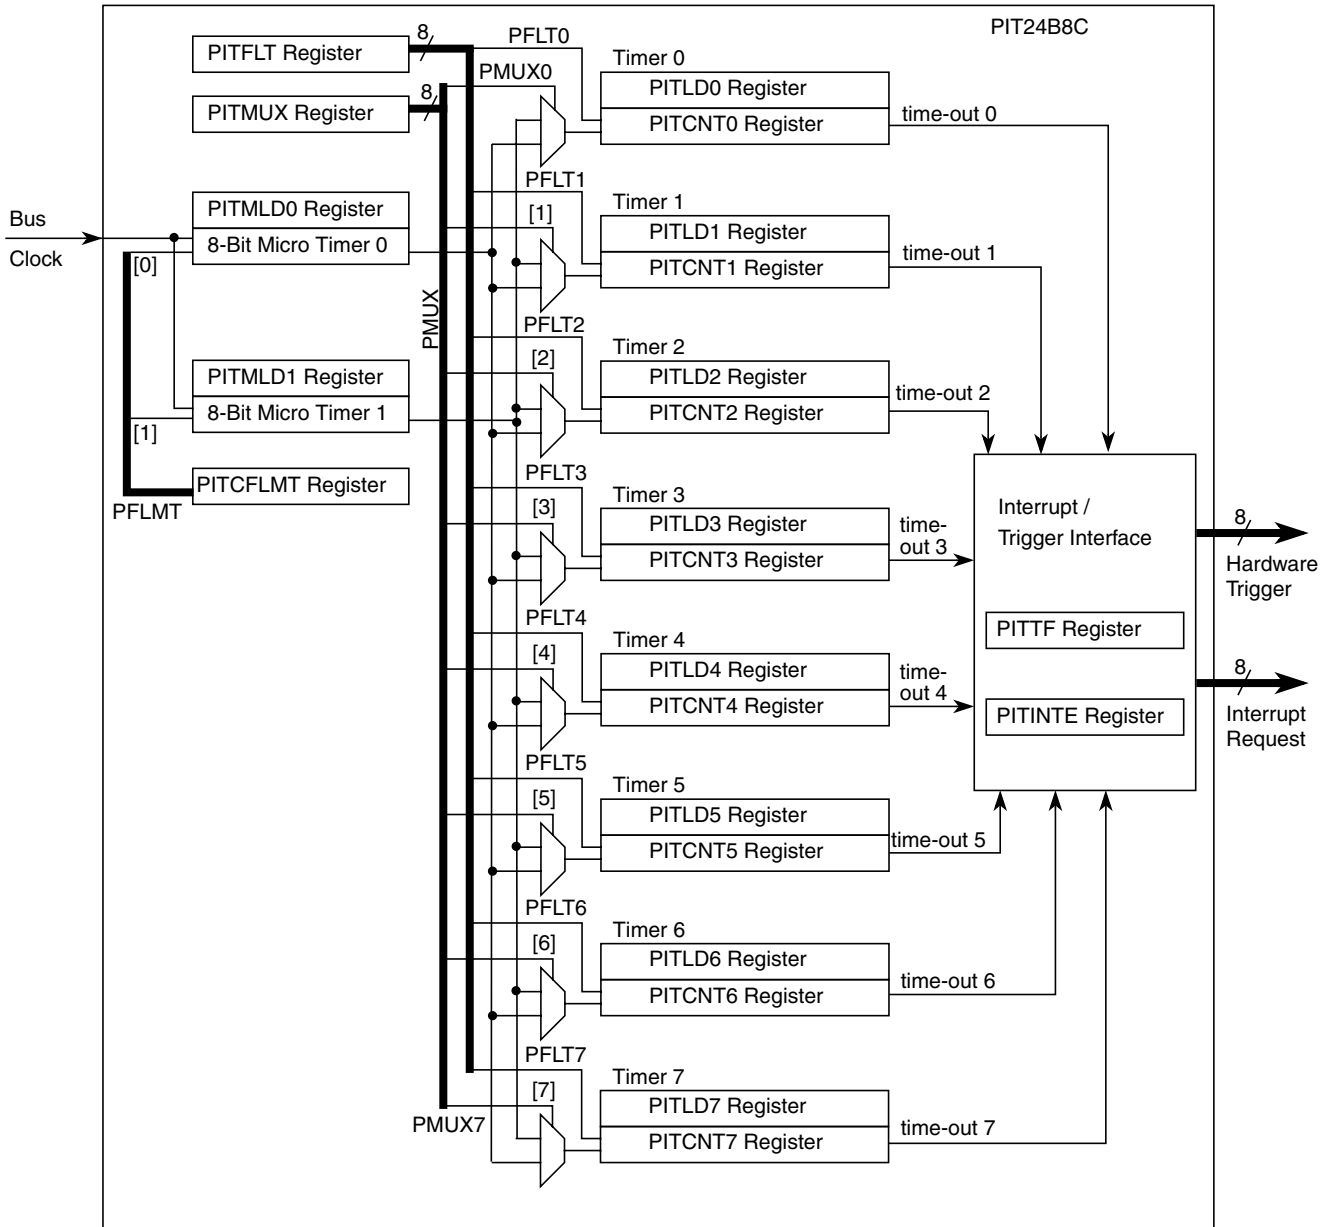 PIT24B8C
8
PITFLT Register
PFLT0
Timer 0
PMUX0
8
PITMUX Register
PITLD0 Register
PITCNT0 Register
time-out 0
PFLT1
Timer 1
[1]
PITLD1 Register
PITCNT1 Register
time-out 1
Bus
Clock
PITMLD0 Register
8-Bit Micro Timer 0
[0]
PMUX
PFLT2
Timer 2
[2]
PITLD2 Register
PITCNT2 Register
time-out 2
PITMLD1 Register
8-Bit Micro Timer 1
[1]
PITCFLMT Register
PFLMT
PFLT3
Timer 3
[3]
PITLD3 Register
PITCNT3 Register
time-
out 3
Interrupt /
Trigger Interface
8
Hardware
Trigger
PITTF Register
PITINTE Register
8
Interrupt
Request
PFLT4
Timer 4
[4]
PITLD4 Register
PITCNT4 Register
time-
out 4
PFLT5
Timer 5
[5]
PITLD5 Register
PITCNT5 Register
time-out 5
PFLT6
Timer 6
[6]
PITLD6 Register
PITCNT6 Register
time-out 6
PFLT7
Timer 7
[7]
PMUX7
PITLD7 Register
PITCNT7 Register
time-out 7